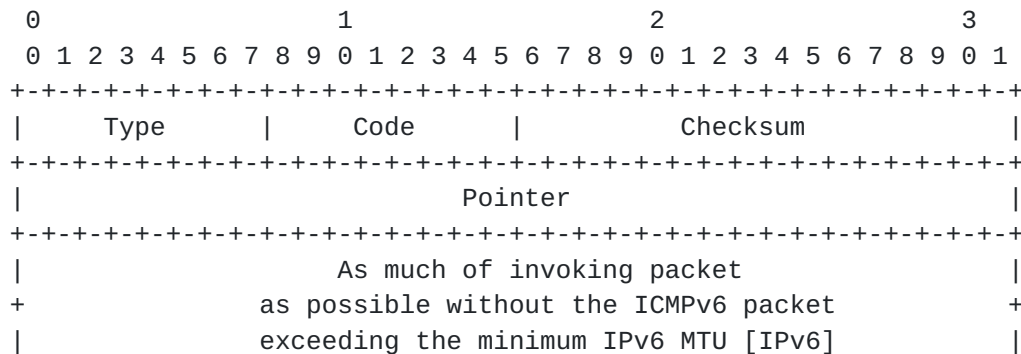 0                   1                   2                   3
 0 1 2 3 4 5 6 7 8 9 0 1 2 3 4 5 6 7 8 9 0 1 2 3 4 5 6 7 8 9 0 1
+-+-+-+-+-+-+-+-+-+-+-+-+-+-+-+-+-+-+-+-+-+-+-+-+-+-+-+-+-+-+-+-+
|     Type      |     Code      |          Checksum             |
+-+-+-+-+-+-+-+-+-+-+-+-+-+-+-+-+-+-+-+-+-+-+-+-+-+-+-+-+-+-+-+-+
|                            Pointer                            |
+-+-+-+-+-+-+-+-+-+-+-+-+-+-+-+-+-+-+-+-+-+-+-+-+-+-+-+-+-+-+-+-+
|                    As much of invoking packet                 |
+               as possible without the ICMPv6 packet           +
|               exceeding the minimum IPv6 MTU [IPv6]           |